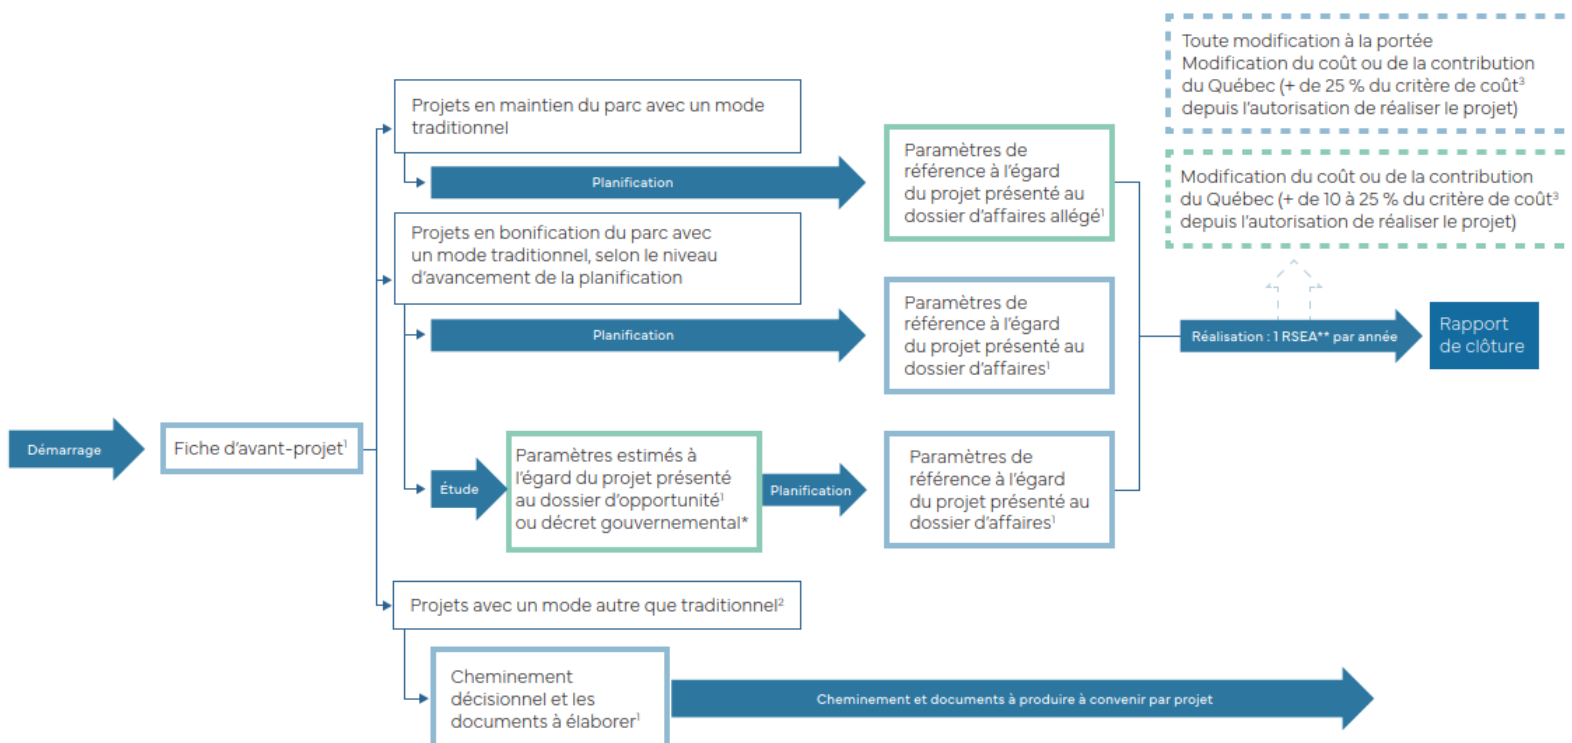 Toute modification à la portée
Modification du coût ou de la contribution
du Québec (+ de 25 % du critère de coût³
depuis l'autorisation de réaliser le projet)
Projets en maintien du parc avec un mode
traditionnel
Planification
Paramètres de
référence à l'égard
du projet présenté au
dossier d'affaires allégé¹
Modification du coût ou de la contribution
du Québec (+ de 10 à 25 % du critère de coût³
depuis l'autorisation de réaliser le projet)
Projets en bonification du parc avec
un mode traditionnel, selon le niveau
d'avancement de la planification
Planification
Paramètres de
référence à l'égard
du projet présenté au
dossier d'affaires¹
Réalisation : 1 RSEA** par année
Rapport
de clôture
Démarrage
Fiche d'avant-projet¹
Étude
Paramètres estimés à
l'égard du projet présenté
au dossier d'opportunité¹
ou décret gouvernemental*
Planification
Paramètres de
référence à l'égard
du projet présenté au
dossier d'affaires¹
Projets avec un mode autre que traditionnel²
Cheminement
décisionnel et les
documents à élaborer¹
Cheminement et documents à produire à convenir par projet